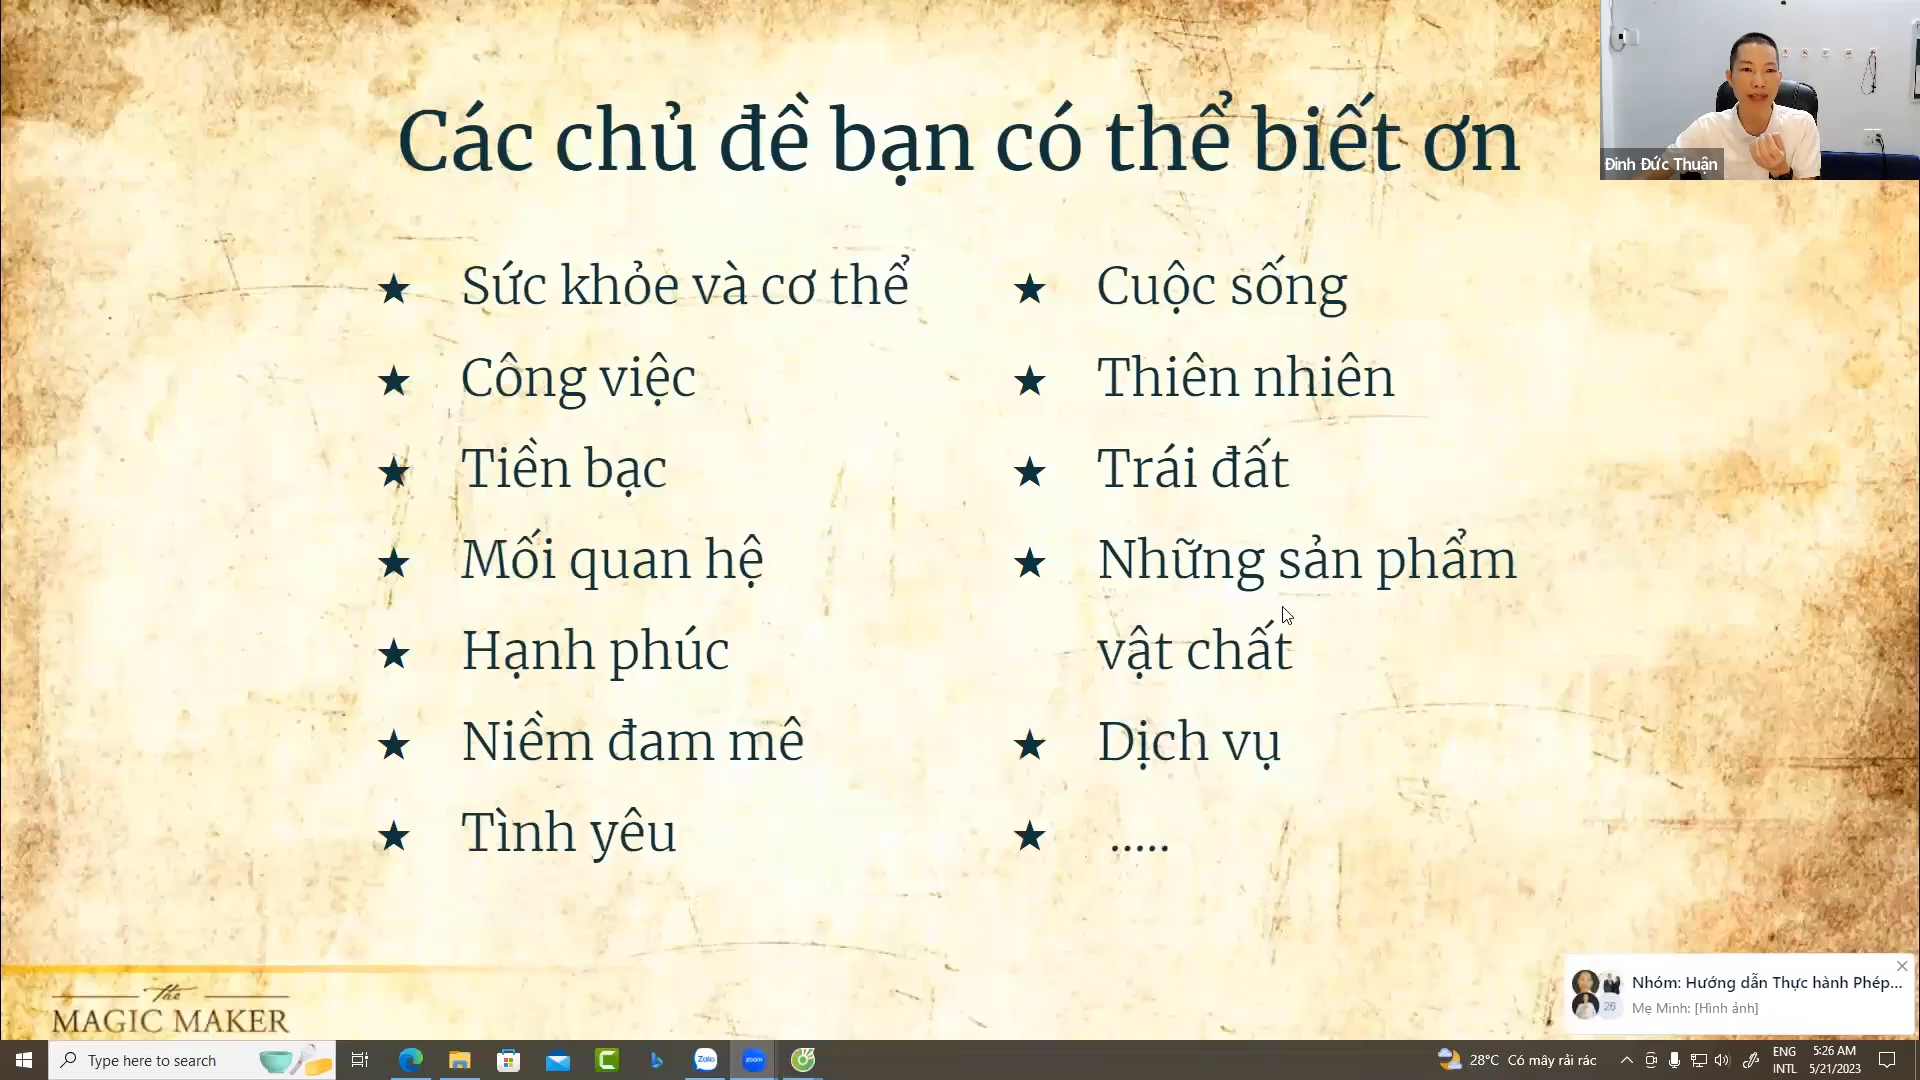 Các chủ đề bạn có thể biết ơn
Đinh Đức Thuận
★ Sức khỏe và cơ thể
★ Công việc
★ Tiền bạc
★ Mối quan hệ
★ Hạnh phúc
★ Niềm đam mê
★ Tình yêu
★ Cuộc sống
★ Thiên nhiên
★ Trái đất
★ Những sản phẩm
vật chất
★ Dịch vụ
★ .....
The
MAGIC MAKER
26
Nhóm: Hướng dẫn Thực hành Phép...
Mẹ Minh: [Hình ảnh]
Type here to search
Zalo
zoom
28°C Có mây rải rác
ENG
INTL
5:26 AM
5/21/2023